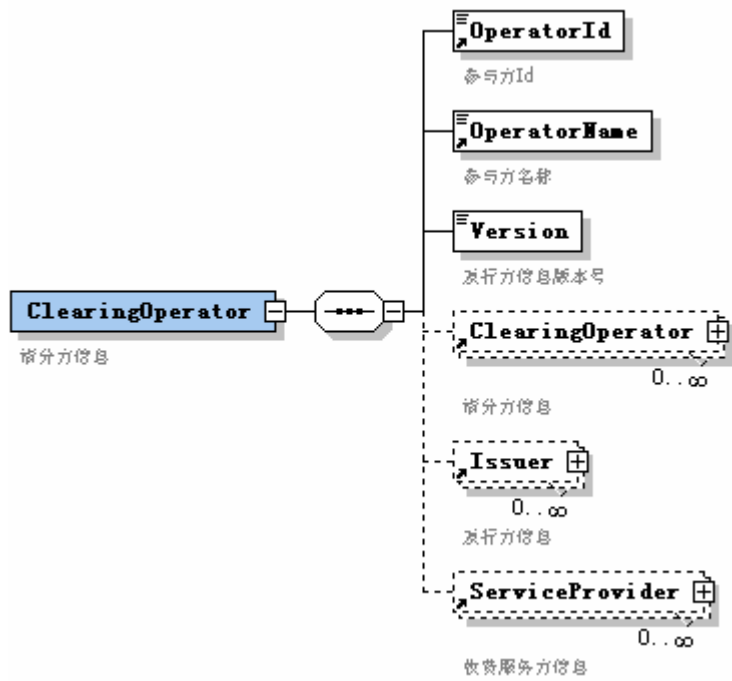 OperatorId
参与方Id
OperatorName
参与方名称
Version
发行方信息版本号
ClearingOperator
清分方信息
ClearingOperator
0..∞
清分方信息
Issuer
0..∞
发行方信息
ServiceProvider
0..∞
收费服务方信息